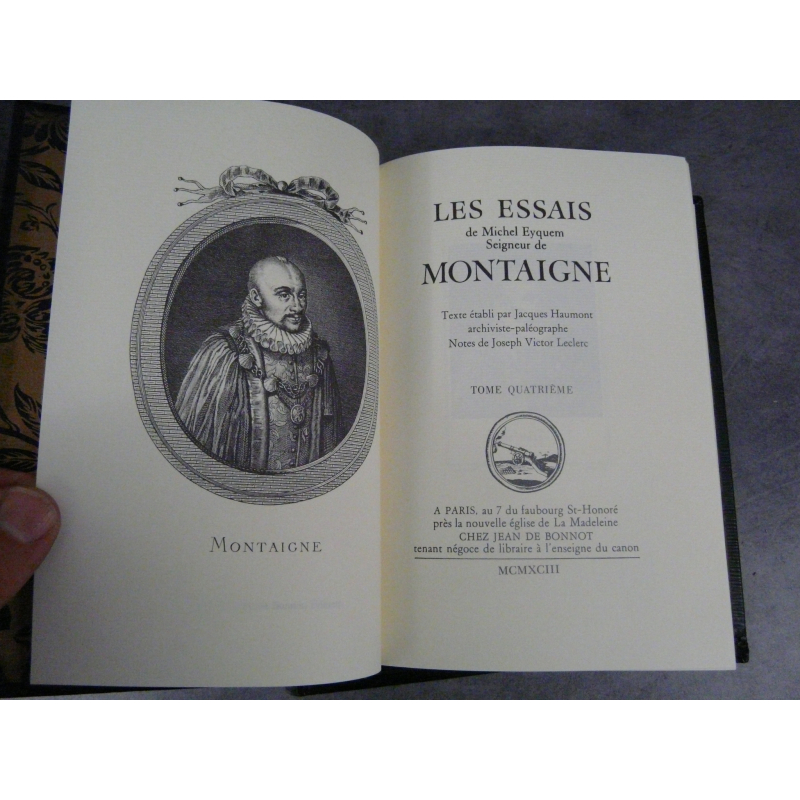 MONTAIGNE
LES ESSAIS
de Michel Eyquem
Seigneur de
MONTAIGNE
Texte établi par Jacques Haumont
archiviste-paléographe
Notes de Joseph Victor Leclerc
TOME QUATRIÈME
A PARIS, au 7 du faubourg St-Honoré
près la nouvelle église de La Madeleine
CHEZ JEAN DE BONNOT
tenant négoce de libraire à l'enseigne du canon
MCMXCIII